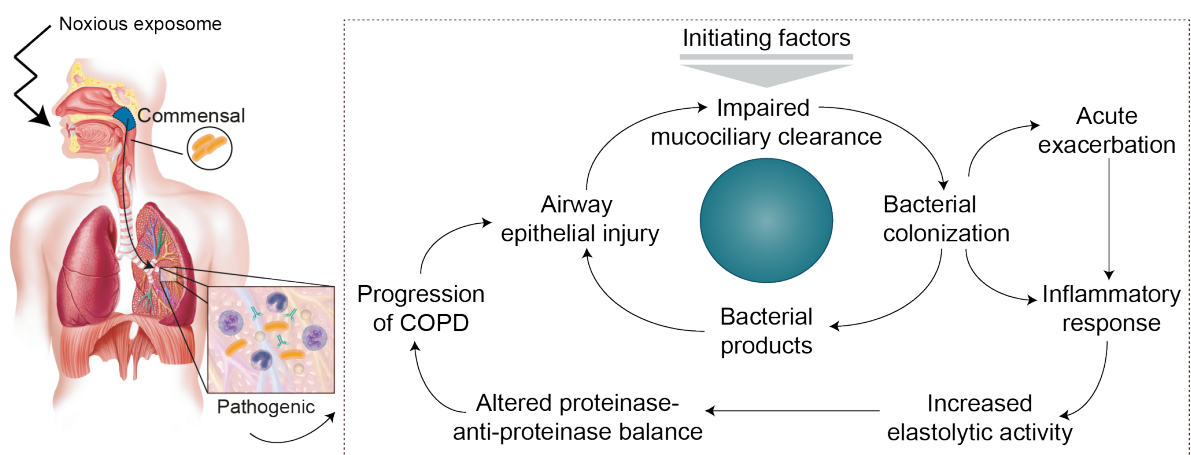 Noxious exposome
Commensal
Pathogenic
Initiating factors
Impaired
mucociliary clearance
Acute
exacerbation
Bacterial
colonization
Airway
epithelial injury
Inflammatory
response
Bacterial
products
Progression
of COPD
Increased
elastolytic activity
Altered proteinase-
anti-proteinase balance